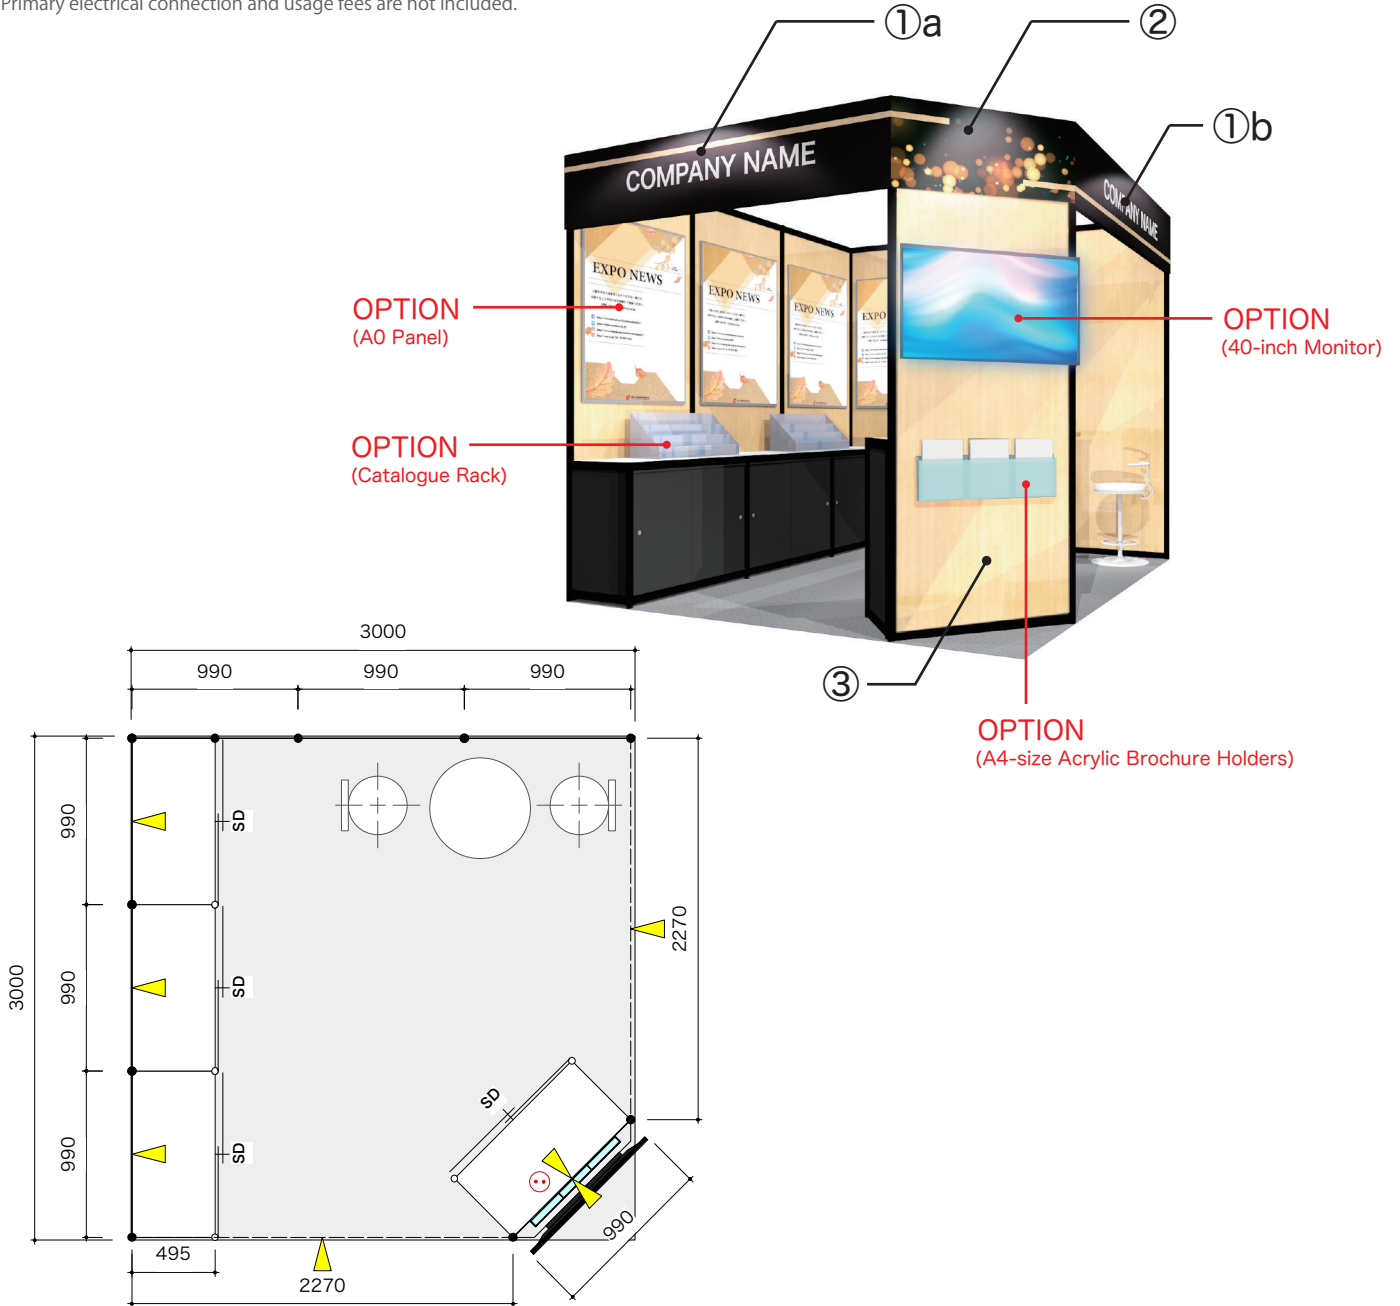 Primary electrical connection and usage fees are not included.
①a
②
①b
COMPANY NAME
COMPANY NAME
EXPO NEWS
EXPO NEWS
EXPO NEWS
EXPO
OPTION
(A0 Panel)
OPTION
(40-inch Monitor)
OPTION
(Catalogue Rack)
③
OPTION
(A4-size Acrylic Brochure Holders)
3000
990
990
990
3000
990
990
990
SD
SD
SD
SD
2270
990
495
2270